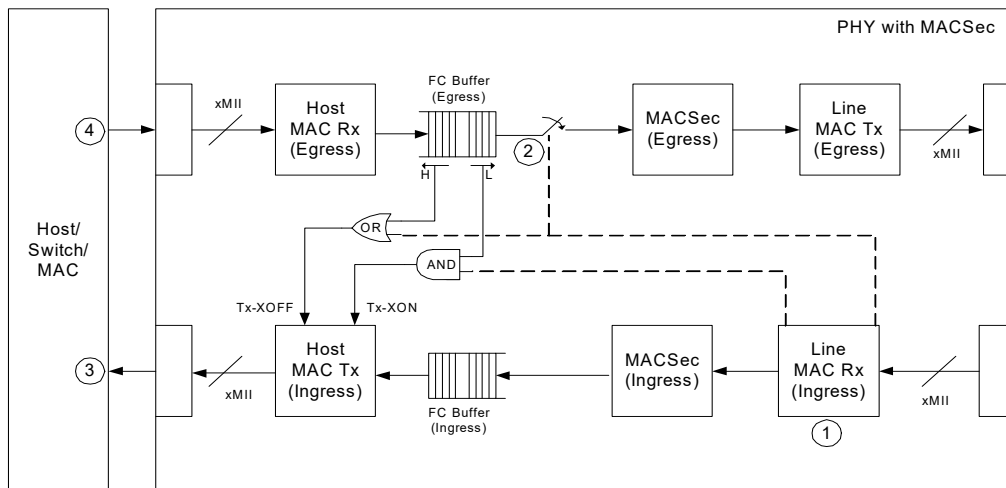 PHY with MACSec
xMII
Host
MAC Rx
(Egress)
FC Buffer
(Egress)
MACSec
(Egress)
Line
MAC Tx
(Egress)
xMII
4
2
H
L
OR
AND
Host/
Switch/
MAC
Tx-XOFF
Tx-XON
3
xMII
Host
MAC Tx
(Ingress)
FC Buffer
(Ingress)
MACSec
(Ingress)
Line
MAC Rx
(Ingress)
xMII
1